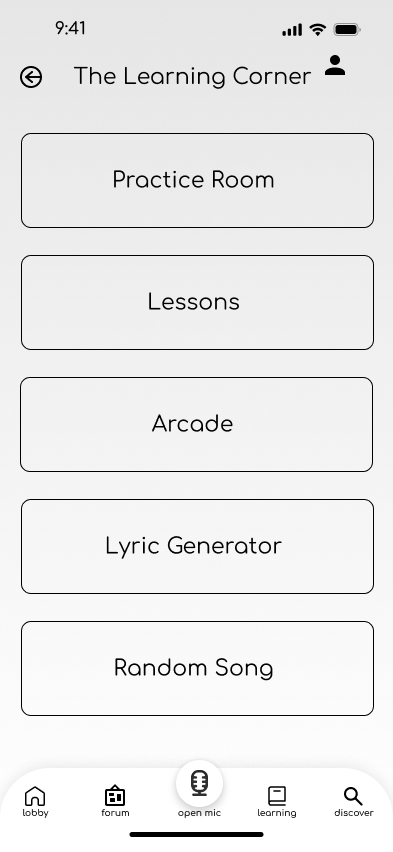 9:41
The Learning Corner
Practice Room
Lessons
Arcade
Lyric Generator
Random Song
lobby forum open mic learning discover